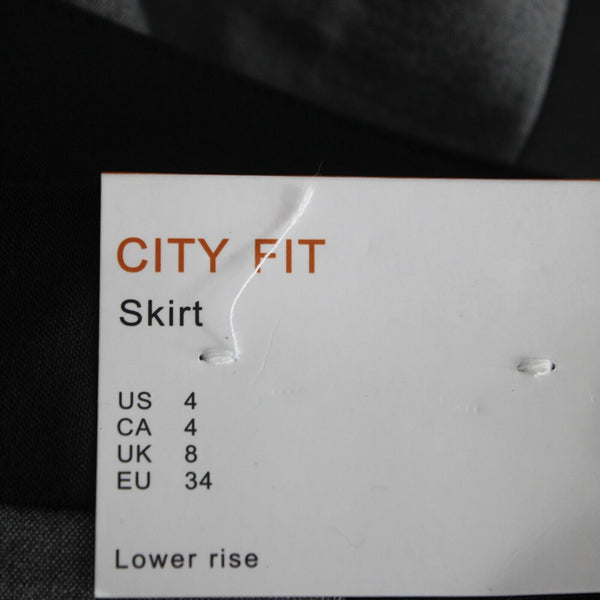 CITY FIT
Skirt
US 4
CA 4
UK 8
EU 34
Lower rise